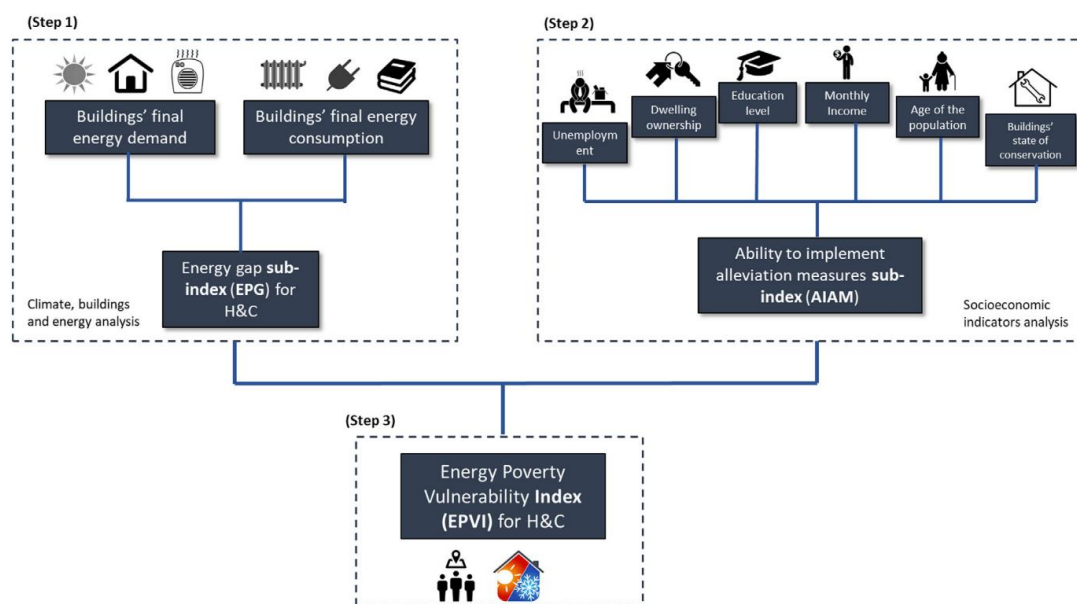 (Step 1)
Buildings’ final
energy demand
Buildings’ final energy
consumption
Energy gap sub-
index (EPG) for
H&C
Climate, buildings
and energy analysis
(Step 2)
Unemploym
ent
Dwelling
ownership
Education
level
Monthly
Income
Age of the
population
Buildings’
state of
conservation
Ability to implement
alleviation measures sub-
index (AIAM)
Socioeconomic
indicators analysis
(Step 3)
Energy Poverty
Vulnerability Index
(EPVI) for H&C